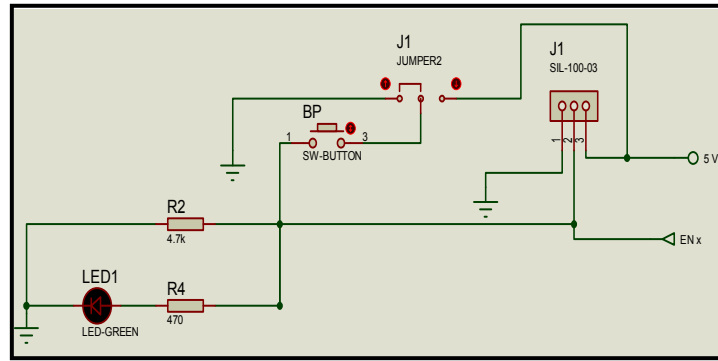 J1
JUMPER2
J1
SIL-100-03
BP
1
3
SW-BUTTON
1
2
3
5 V
R2
4.7k
EN x
LED1
R4
470
LED-GREEN